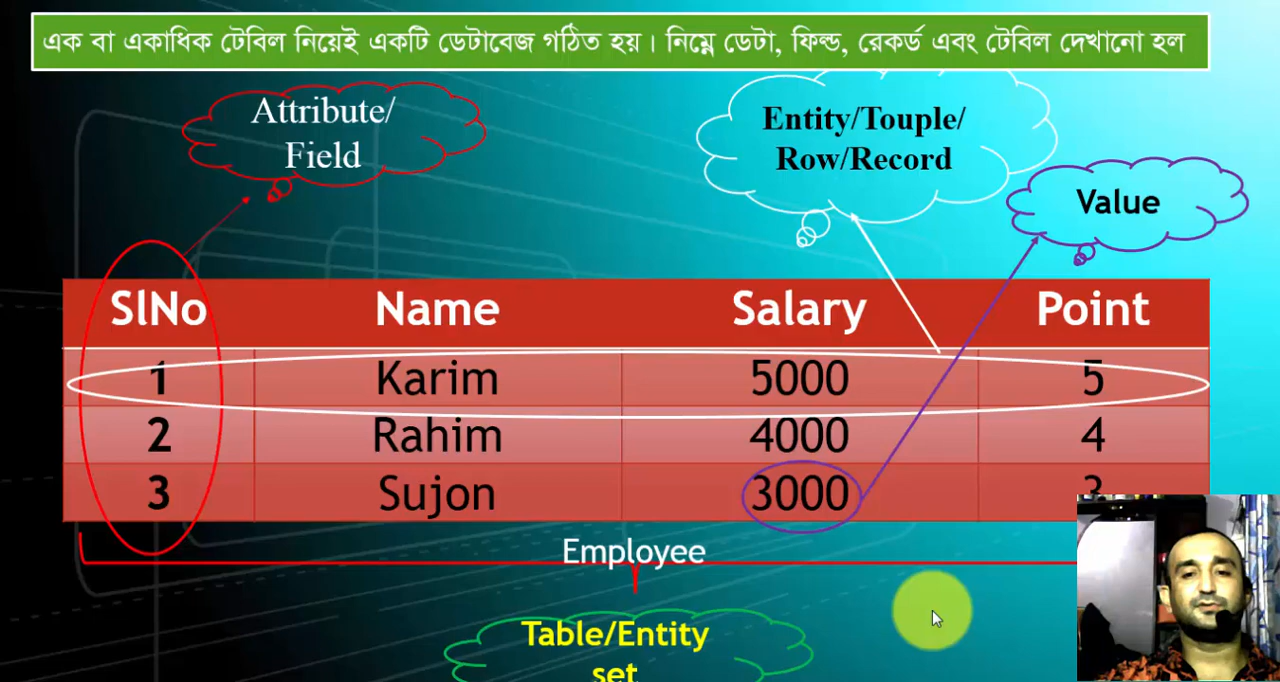 এক বা একাধিক টেবিল নিয়েই একটি ডেটাবেজ গঠিত হয়। নিম্নে ডেটা, ফিল্ড, রেকর্ড এবং টেবিল দেখানো হল
Attribute/
Field
Entity/Touple/
Row/Record
Value
SlNo Name Salary Point
1 Karim 5000 5
2 Rahim 4000 4
3 Sujon 3000 3
Employee
Table/Entity
set